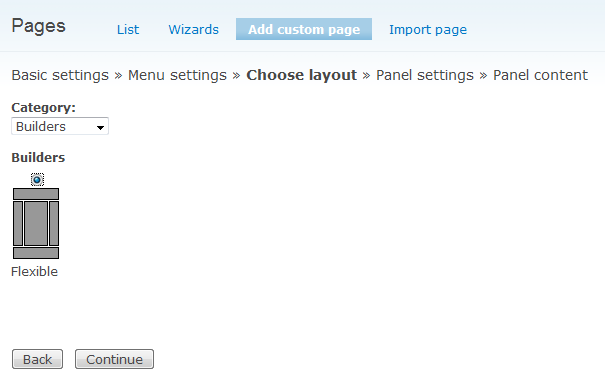 Pages List Wizards Add custom page Import page
Basic settings » Menu settings » Choose layout » Panel settings » Panel content
Category:
Builders
Builders
Flexible
Back Continue